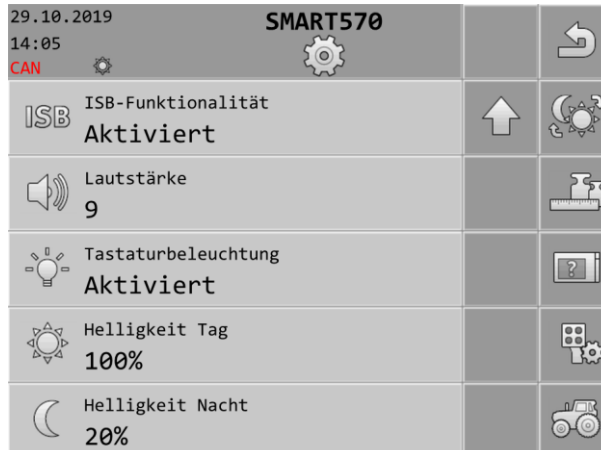 29.10.2019
SMART570
14:05
CAN
ISB
ISB-Funktionalität
Aktiviert
Lautstärke
9
Tastaturbeleuchtung
Aktiviert
?
Helligkeit Tag
100%
Helligkeit Nacht
20%